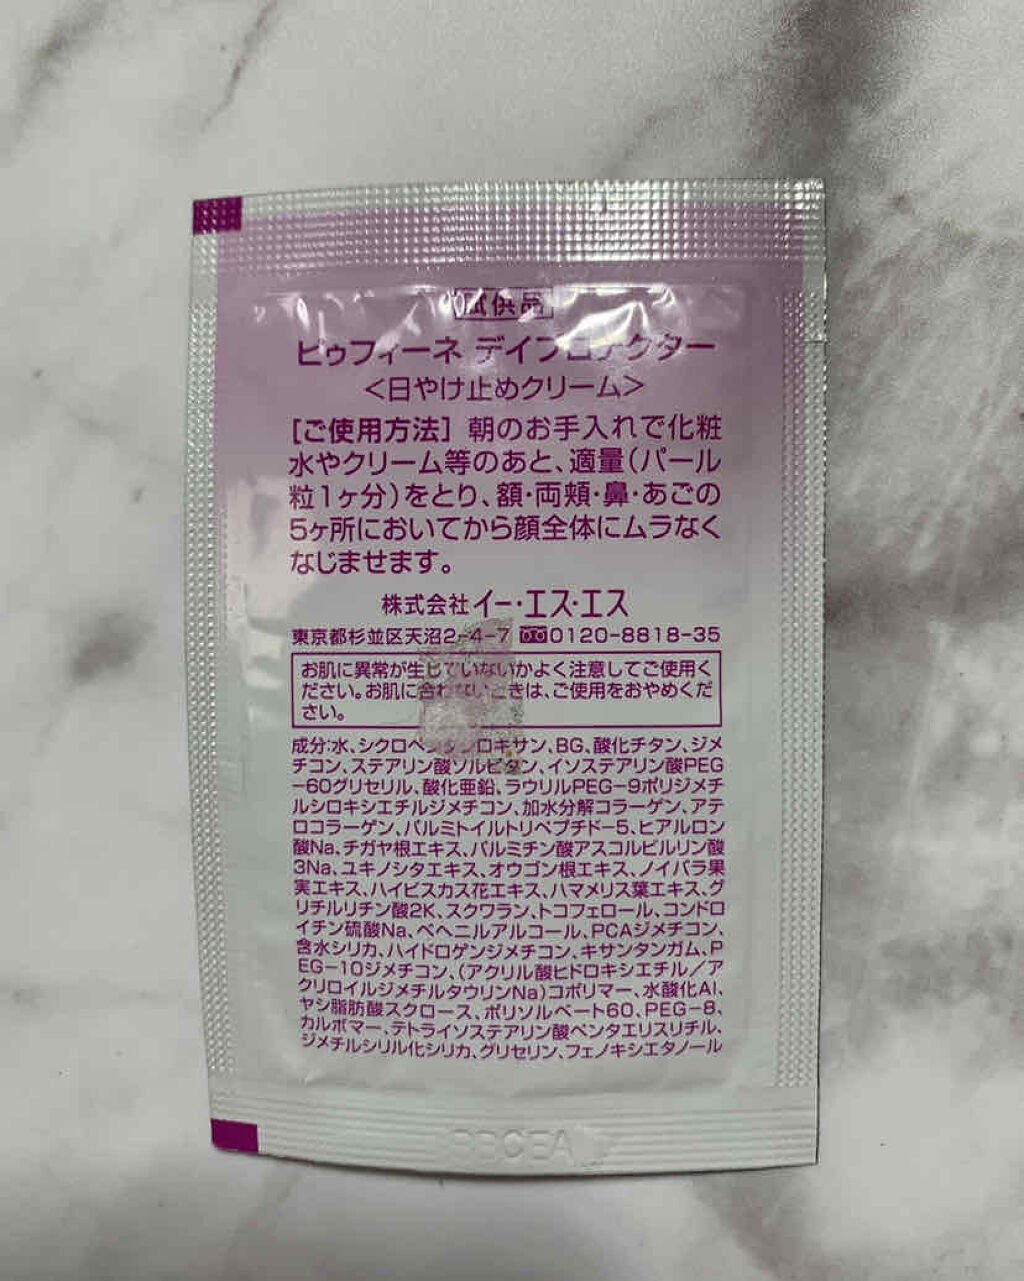 試供品
ヒゥフィーネ デイプロテクター
<日やけ止めクリーム>
[ご使用方法] 朝のお手入れで化粧
水やクリーム等のあと、適量(パール
粒1ヶ分)をとり、額・両頬・鼻・あごの
5ヶ所においてから顔全体にムラなく
なじませます。
株式会社イー・エス・エス
東京都杉並区天沼2-4-7 0120-8818-35
お肌に異常が生じていないかよく注意してご使用く
ださい。お肌に合わないときは、ご使用をおやめくだ
さい。
成分:水、シクロペンタシロキサン、BG、酸化チタン、ジメ
チコン、ステアリン酸ソルビタン、イソステアリン酸PEG
-60グリセリル、酸化亜鉛、ラウリルPEG-9ポリジメチ
ルシロキシエチルジメチコン、加水分解コラーゲン、アテ
ロコラーゲン、パルミトイルトリペプチド-5、ヒアルロン
酸Na、チガヤ根エキス、パルミチン酸アスコルビルリン酸
3Na、ユキノシタエキス、オウゴン根エキス、ノイバラ果
実エキス、ハイビスカス花エキス、ハマメリス葉エキス、グ
リチルリチン酸2K、スクワラン、トコフェロール、コンドロ
イチン硫酸Na、ベヘニルアルコール、PCAジメチコン、
含水シリカ、ハイドロゲンジメチコン、キサンタンガム、P
EG-10ジメチコン、(アクリル酸ヒドロキシエチル/ア
クリロイルジメチルタウリンNa)コポリマー、水酸化Al、
ヤシ脂肪酸スクロース、ポリソルベート60、PEG-8、
カルボマー、テトライソステアリン酸ペンタエリスリチル、
ジメチルシリル化シリカ、グリセリン、フェノキシエタノール